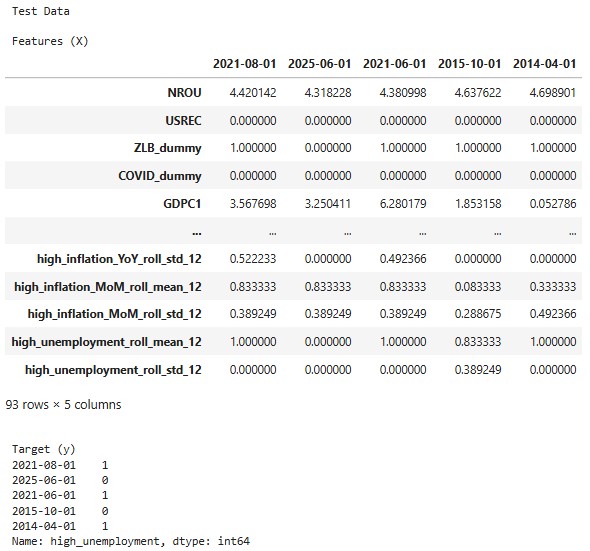 Test Data
Features (X)
2021-08-01 2025-06-01 2021-06-01 2015-10-01 2014-04-01
NROU 4.420142 4.318228 4.380998 4.637622 4.698901
USREC 0.000000 0.000000 0.000000 0.000000 0.000000
ZLB_dummy 1.000000 0.000000 1.000000 1.000000 1.000000
COVID_dummy 0.000000 0.000000 0.000000 0.000000 0.000000
GDPC1 3.567698 3.250411 6.280179 1.853158 0.052786
... ... ... ... ... ...
high_inflation_YoY_roll_std_12 0.522233 0.000000 0.492366 0.000000 0.000000
high_inflation_MoM_roll_mean_12 0.833333 0.833333 0.833333 0.083333 0.333333
high_inflation_MoM_roll_std_12 0.389249 0.389249 0.389249 0.288675 0.492366
high_unemployment_roll_mean_12 1.000000 0.000000 1.000000 0.833333 1.000000
high_unemployment_roll_std_12 0.000000 0.000000 0.000000 0.389249 0.000000
93 rows × 5 columns
Target (y)
2021-08-01 1
2025-06-01 0
2021-06-01 1
2015-10-01 0
2014-04-01 1
Name: high_unemployment, dtype: int64